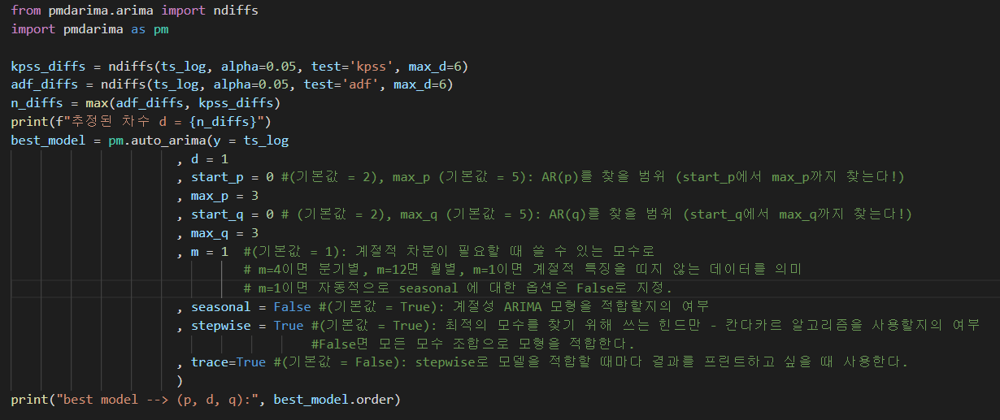 from pmdarima.arima import ndiffs
import pmdarima as pm
kpss_diffs = ndiffs(ts_log, alpha=0.05, test='kpss', max_d=6)
adf_diffs = ndiffs(ts_log, alpha=0.05, test='adf', max_d=6)
n_diffs = max(adf_diffs, kpss_diffs)
print(f"추정된 차수 d = {n_diffs}")
best_model = pm.auto_arima(y = ts_log
, d = 1
, start_p = 0 #(기본값 = 2), max_p (기본값 = 5): AR(p)를 찾을 범위 (start_p에서 max_p까지 찾는다!)
, max_p = 3
, start_q = 0 # (기본값 = 2), max_q (기본값 = 5): AR(q)를 찾을 범위 (start_q에서 max_q까지 찾는다!)
, max_q = 3
, m = 1 #(기본값 = 1): 계절적 차분이 필요할 때 쓸 수 있는 모수로
# m=4이면 분기별, m=12면 월별, m=1이면 계절적 특징을 띠지 않는 데이터를 의미
# m=1이면 자동적으로 seasonal 에 대한 옵션은 False로 지정.
, seasonal = False #(기본값 = True): 계절성 ARIMA 모형을 적합할지의 여부
, stepwise = True #(기본값 = True): 최적의 모수를 찾기 위해 쓰는 힌드만 - 칸다카르 알고리즘을 사용할지의 여부
#False면 모든 모수 조합으로 모형을 적합한다.
, trace=True #(기본값 = False): stepwise로 모델을 적합할 때마다 결과를 프린트하고 싶을 때 사용한다.
)
print("best model --> (p, d, q):", best_model.order)